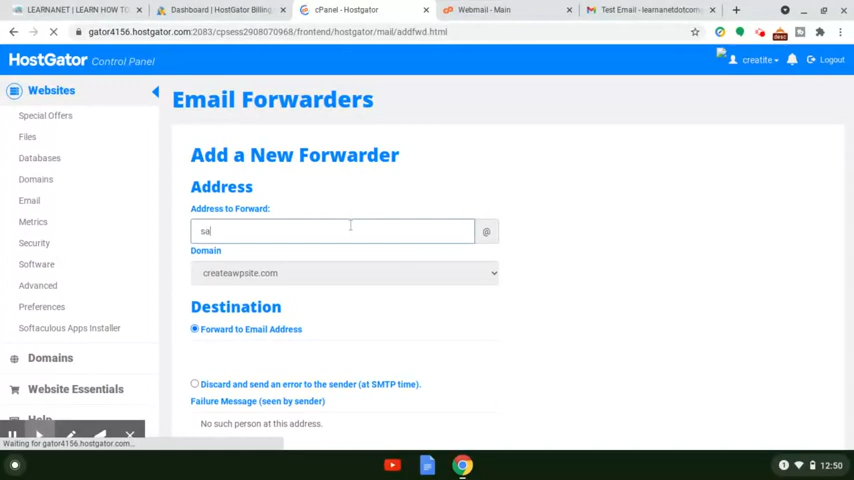 LEARNANET | LEARN HOW TO
Dashboard | HostGator Billing
cPanel - Hostgator
Webmail - Main
Test Email - learnanetdotcom
gator4156.hostgator.com:2083/cpsess2908070968/frontend/hostgator/mail/addfwd.html
HostGator Control Panel
creatite
Logout
Websites
Special Offers
Files
Databases
Domains
Email
Metrics
Security
Software
Advanced
Preferences
Softaculous Apps Installer
Domains
Website Essentials
Help
Email Forwarders
Add a New Forwarder
Address
Address to Forward:
sa
@
Domain
createawpsite.com
Destination
Forward to Email Address
Discard and send an error to the sender (at SMTP time).
Failure Message (seen by sender)
No such person at this address.
Waiting for gator4156.hostgator.com...
1
12:50